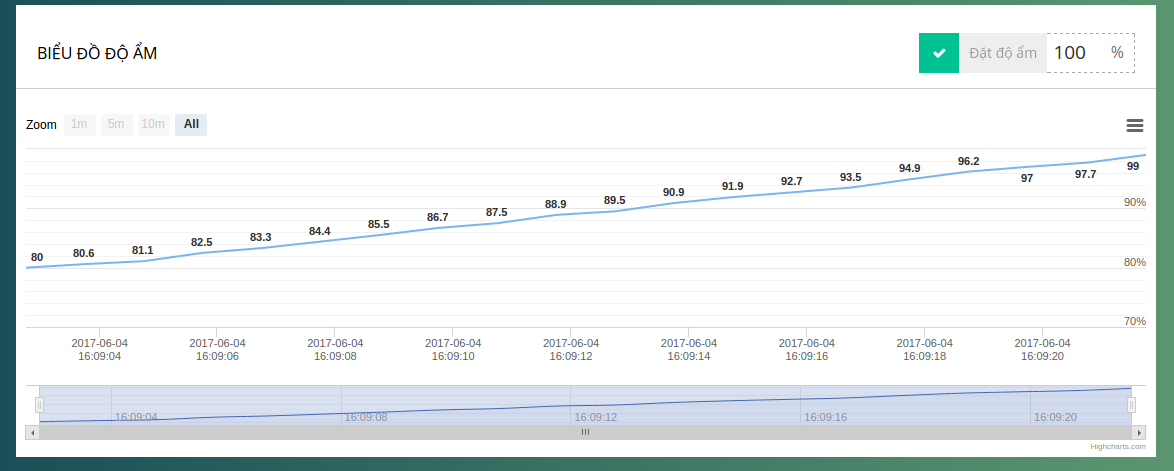 BIỂU ĐỒ ĐỘ ẨM
Đặt độ ẩm 100 %
Zoom 1m 5m 10m All
80 80.6 81.1 82.5 83.3 84.4 85.5 86.7 87.5 88.9 89.5 90.9 91.9 92.7 93.5 94.9 96.2 97 97.7 99
90%
80%
70%
2017-06-04 2017-06-04 2017-06-04 2017-06-04 2017-06-04 2017-06-04 2017-06-04 2017-06-04 2017-06-04
16:09:04 16:09:06 16:09:08 16:09:10 16:09:12 16:09:14 16:09:16 16:09:18 16:09:20
16:09:04 16:09:08 16:09:12 16:09:16 16:09:20
Highcharts.com